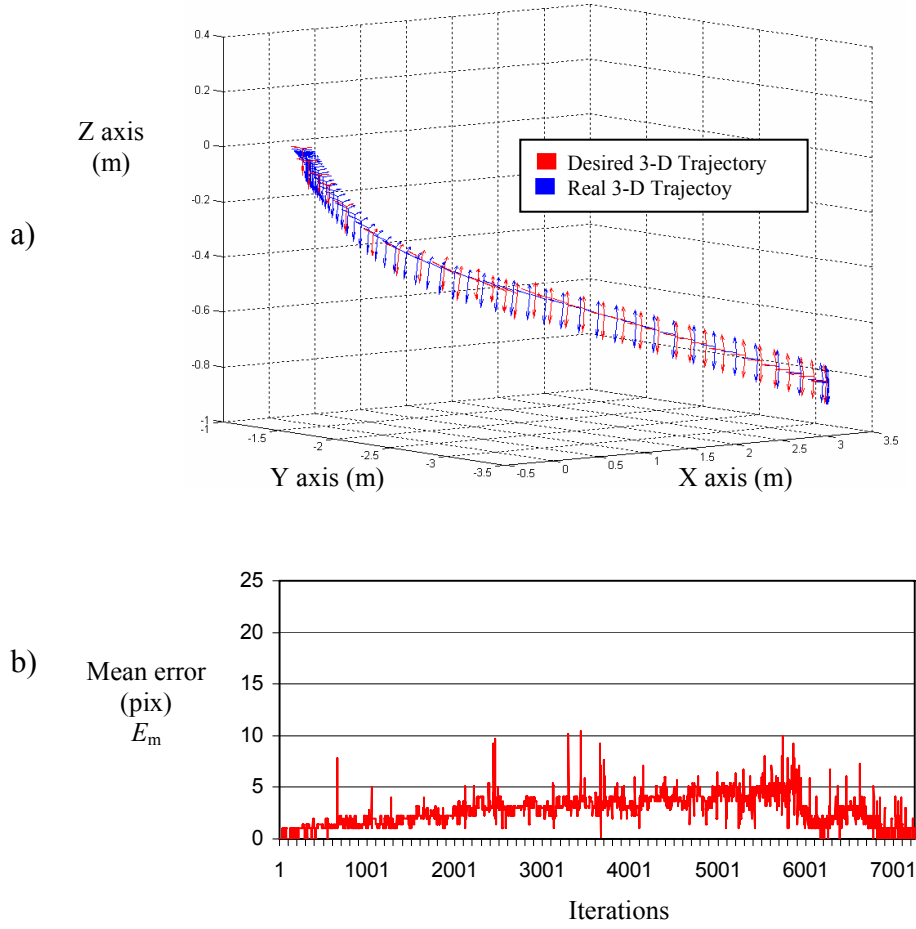 a)
Z axis
(m)
0.4
0.2
0
-0.2
-0.4
-0.6
-0.8
-1
Desired 3-D Trajectory
Real 3-D Trajectoy
-1.5
-2
-2.5
-3
-3.5
Y axis (m)
-0.5
0
0.5
1
1.5
2
2.5
3
3.5
X axis (m)
b)
Mean error
(pix)
Em
25
20
15
10
5
0
1 1001 2001 3001 4001 5001 6001 7001
Iterations